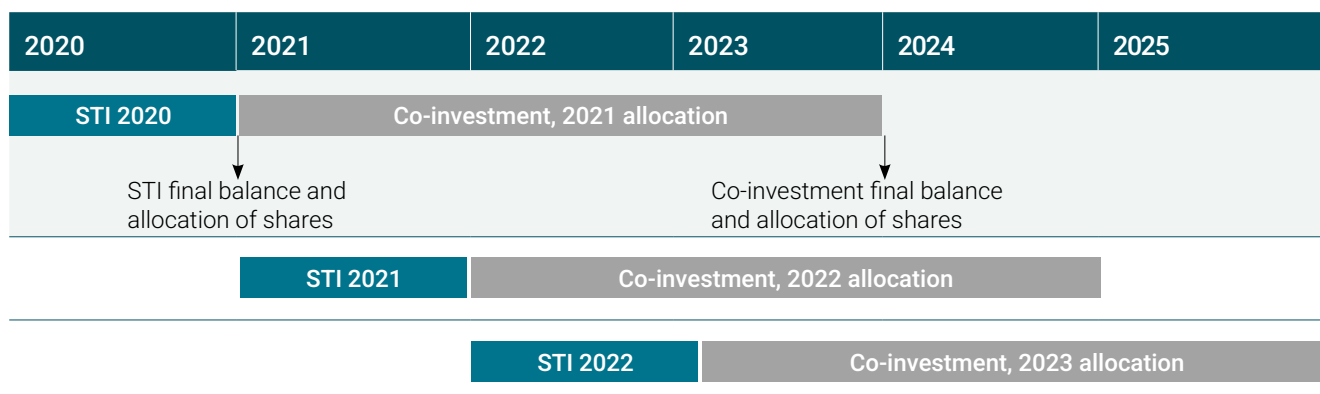 2020 2021 2022 2023 2024 2025
STI 2020 Co-investment, 2021 allocation
STI final balance and
allocation of shares
Co-investment final balance
and allocation of shares
STI 2021 Co-investment, 2022 allocation
STI 2022 Co-investment, 2023 allocation